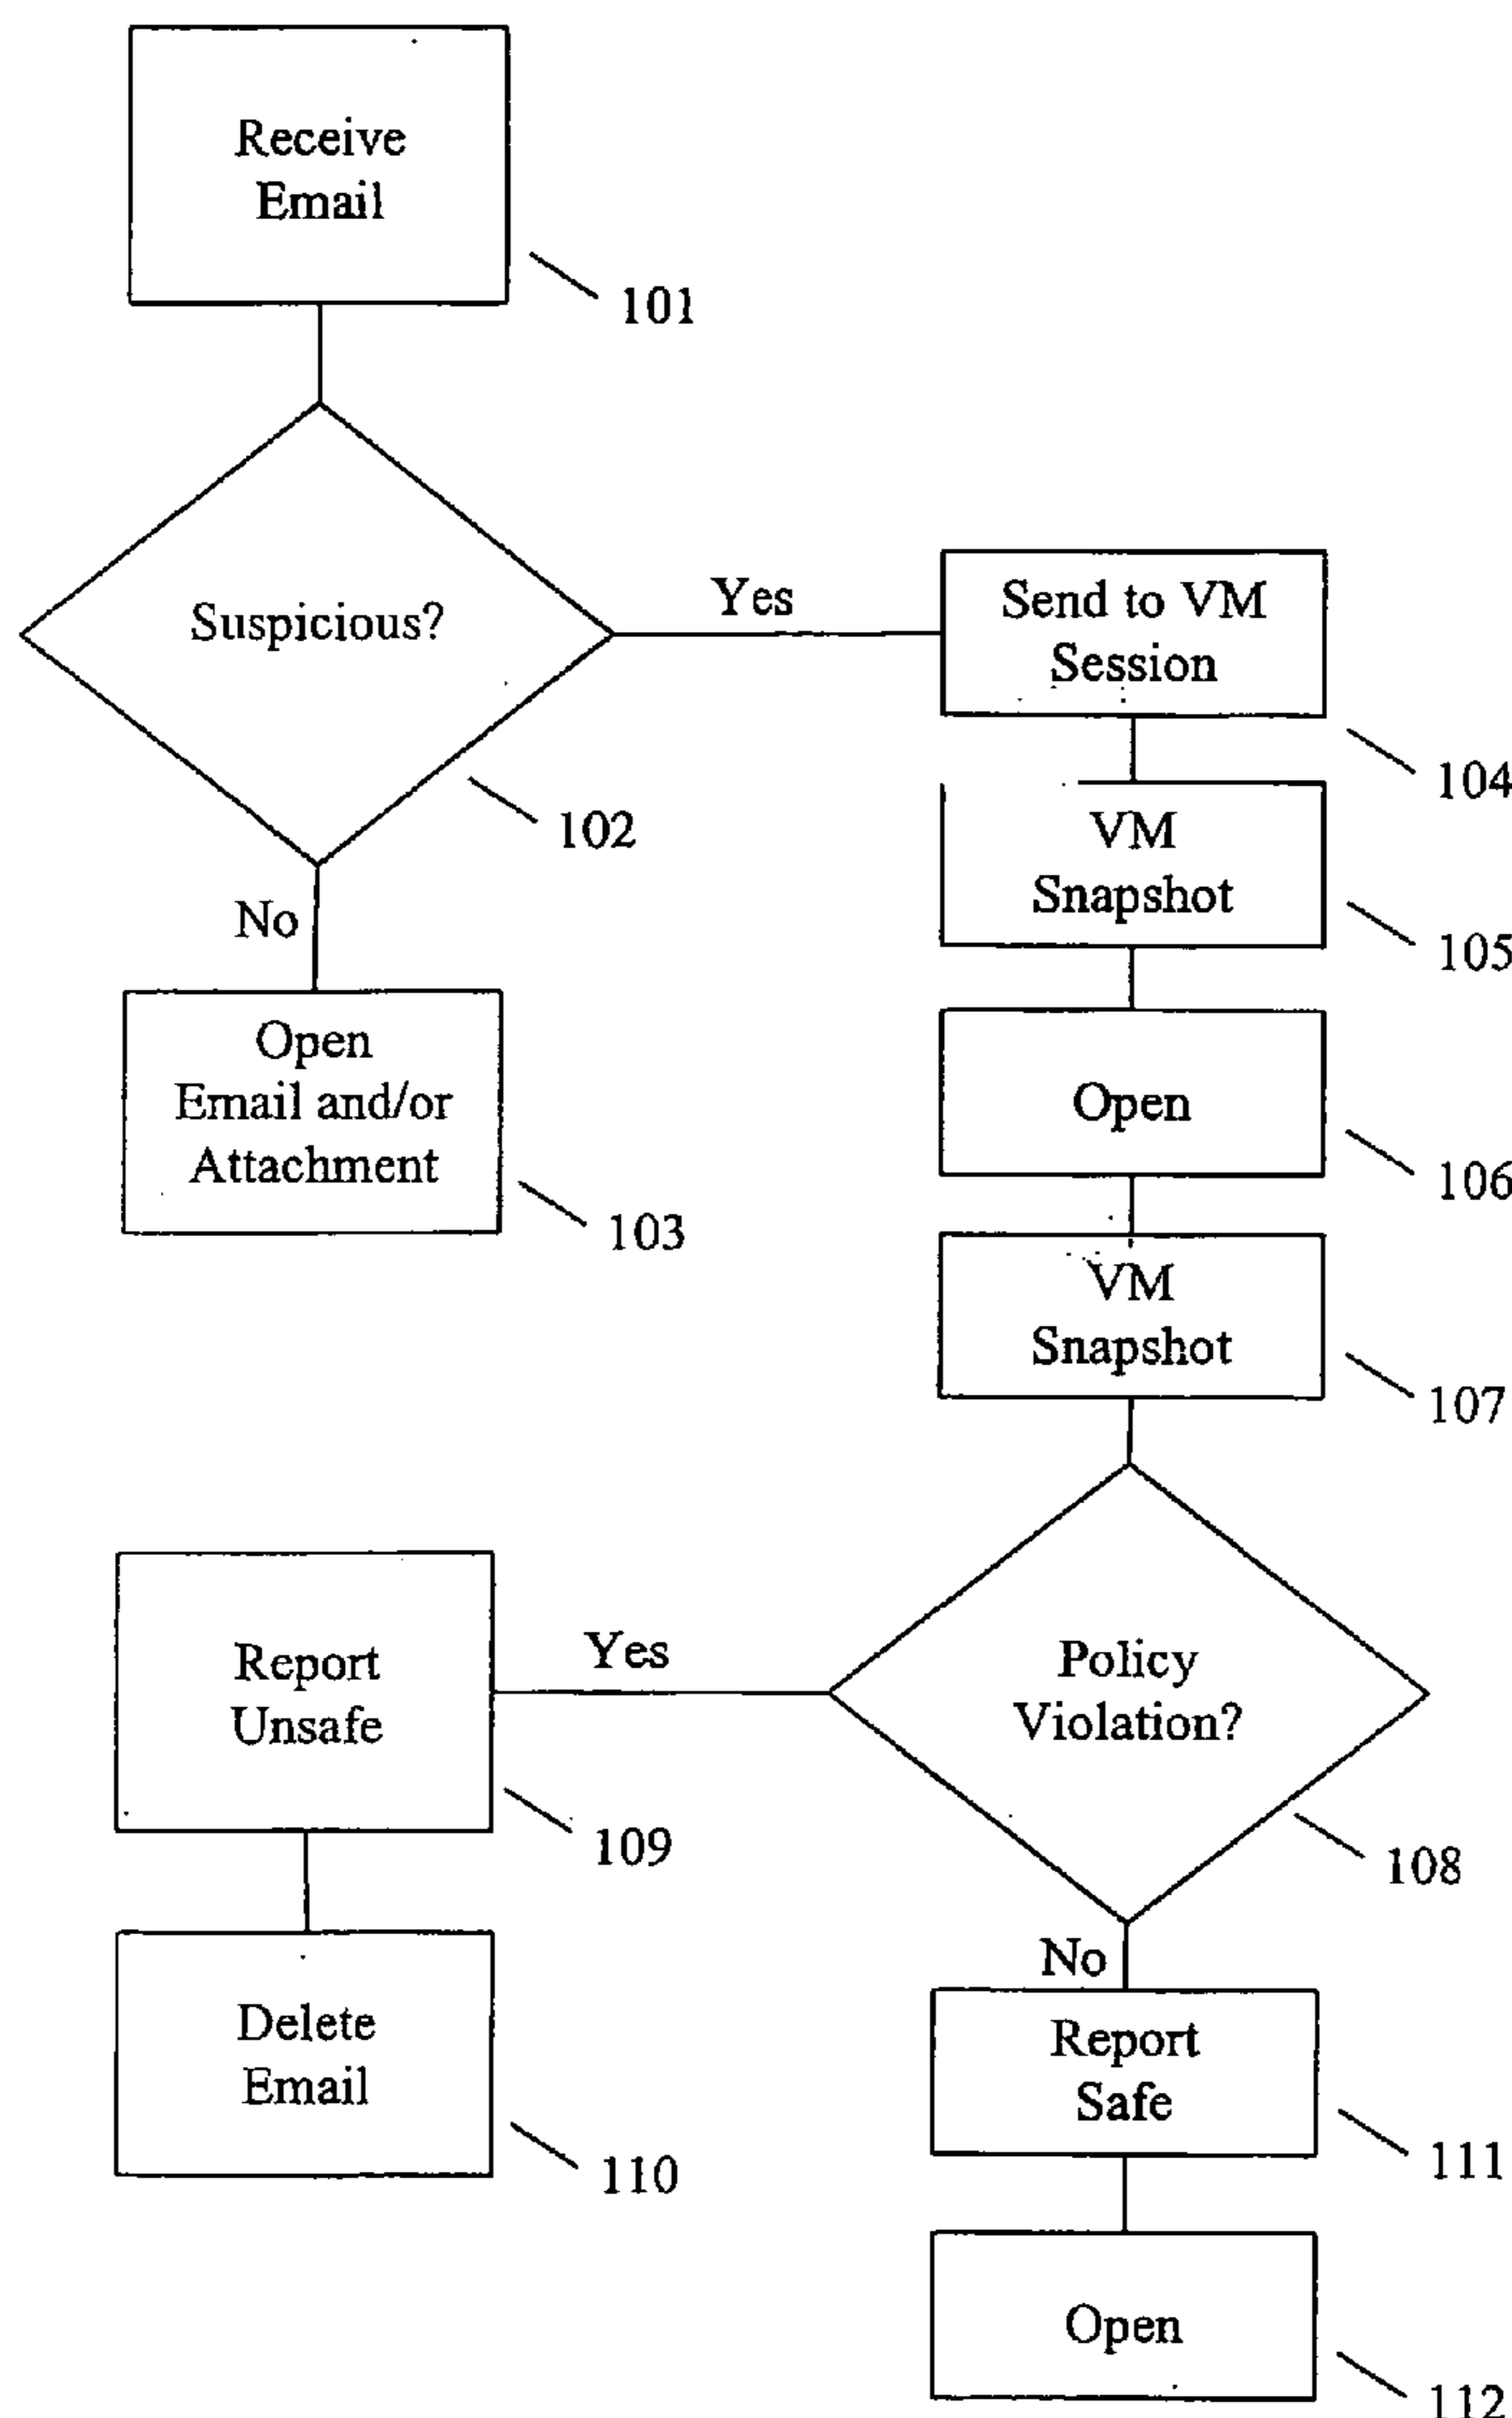 Receive
Email
101
Suspicious?
102
Yes
No
Open
Email and/or
Attachment
103
Send to VM
Session
104
VM
Snapshot
105
Open
106
VM
Snapshot
107
Policy
Violation?
108
Yes
Report
Unsafe
109
Delete
Email
110
No
Report
Safe
111
Open
112